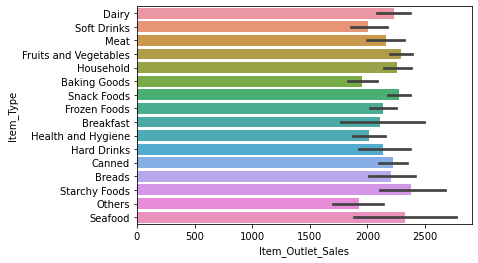 Item_Type
Dairy
Soft Drinks
Meat
Fruits and Vegetables
Household
Baking Goods
Snack Foods
Frozen Foods
Breakfast
Health and Hygiene
Hard Drinks
Canned
Breads
Starchy Foods
Others
Seafood
0 500 1000 1500 2000 2500
Item_Outlet_Sales